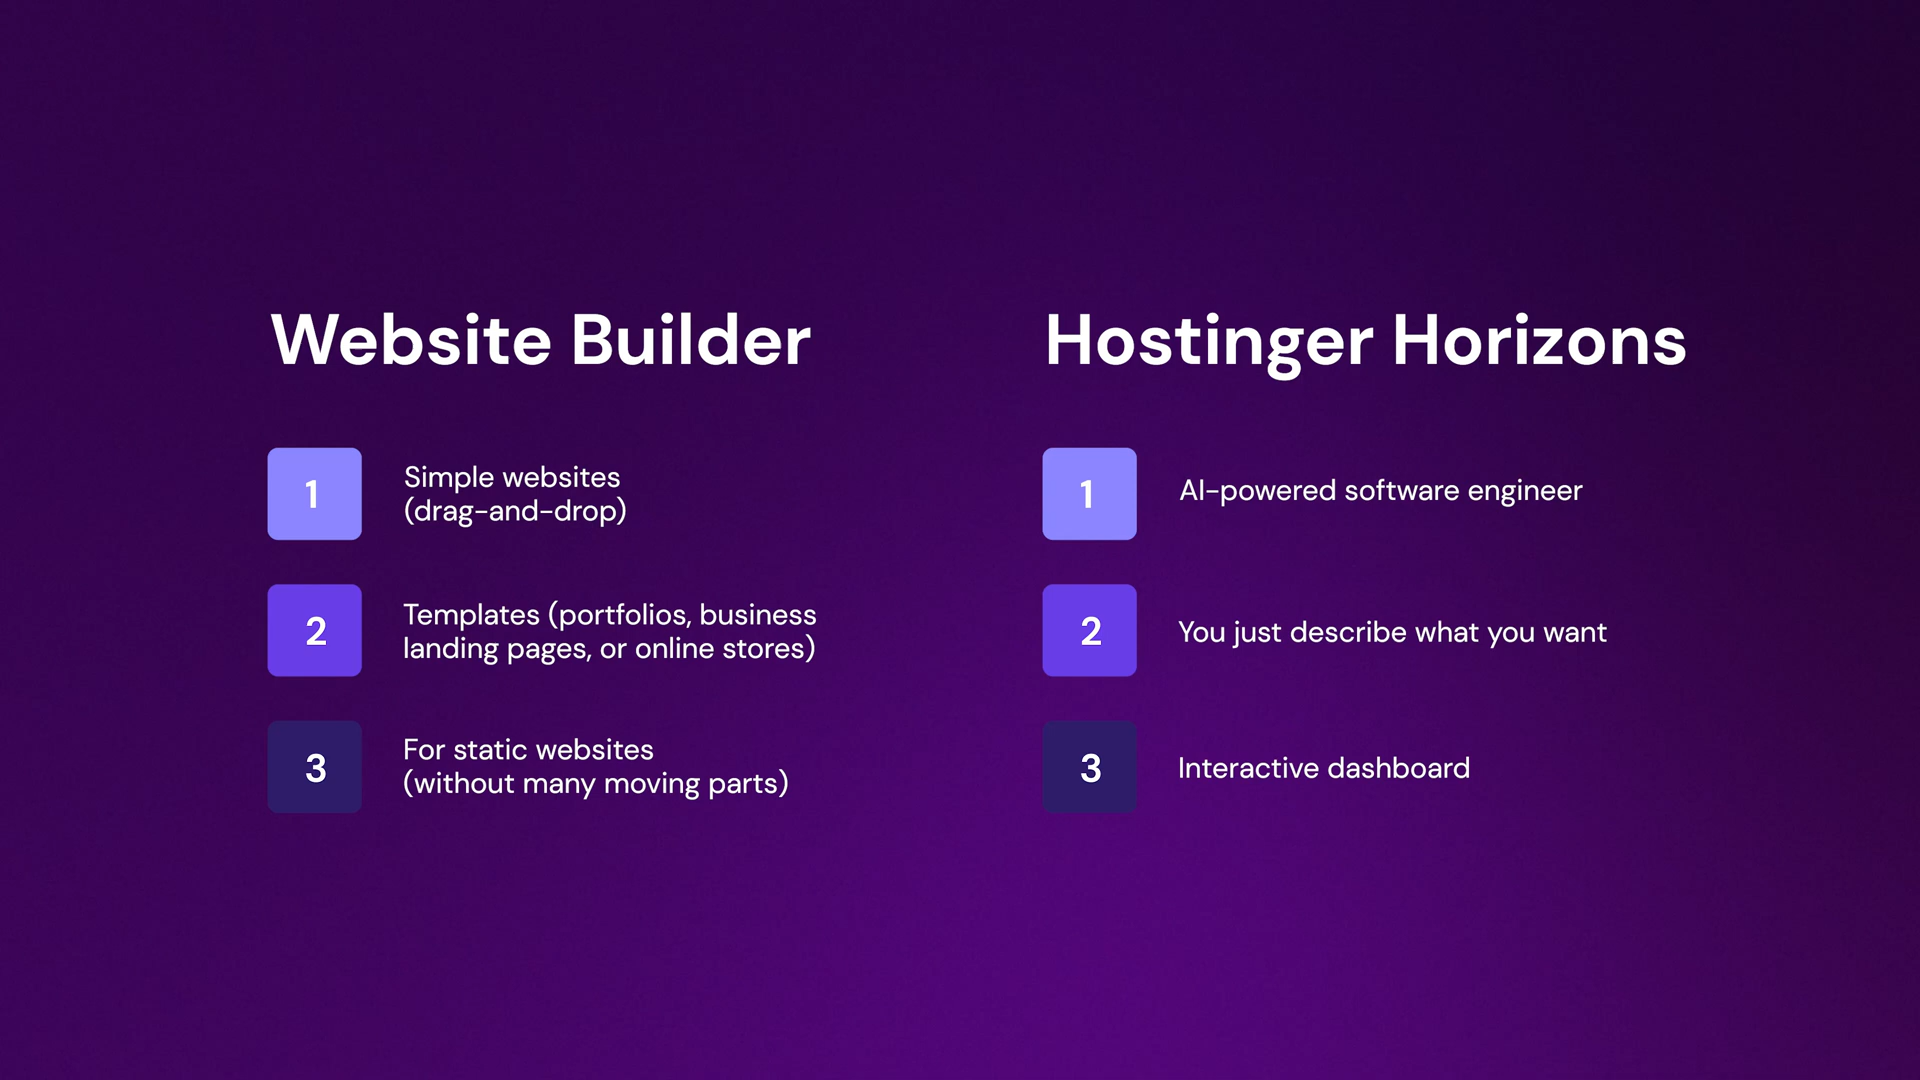 Website Builder
1
Simple websites
(drag-and-drop)
2
Templates (portfolios, business
landing pages, or online stores)
3
For static websites
(without many moving parts)
Hostinger Horizons
1
AI-powered software engineer
2
You just describe what you want
3
Interactive dashboard